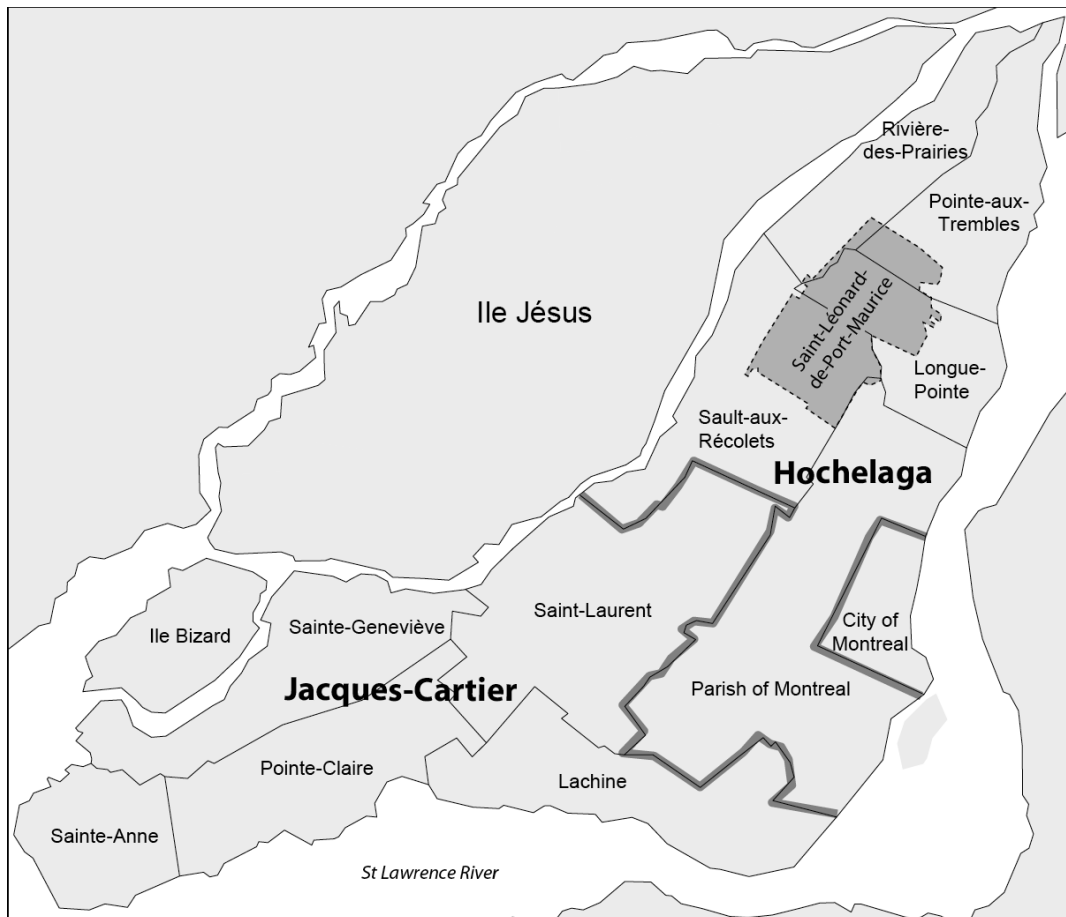 Rivière-
des-Prairies
Pointe-aux-
Trembles
Ile Jésus
Saint-Léonard-
de-Port-Maurice
Longue-
Pointe
Sault-aux-
Récolets
Hochelaga
Saint-Laurent
City of
Montreal
Sainte-Geneviève
Ile Bizard
Jacques-Cartier
Parish of Montreal
Pointe-Claire
Lachine
Sainte-Anne
St Lawrence River